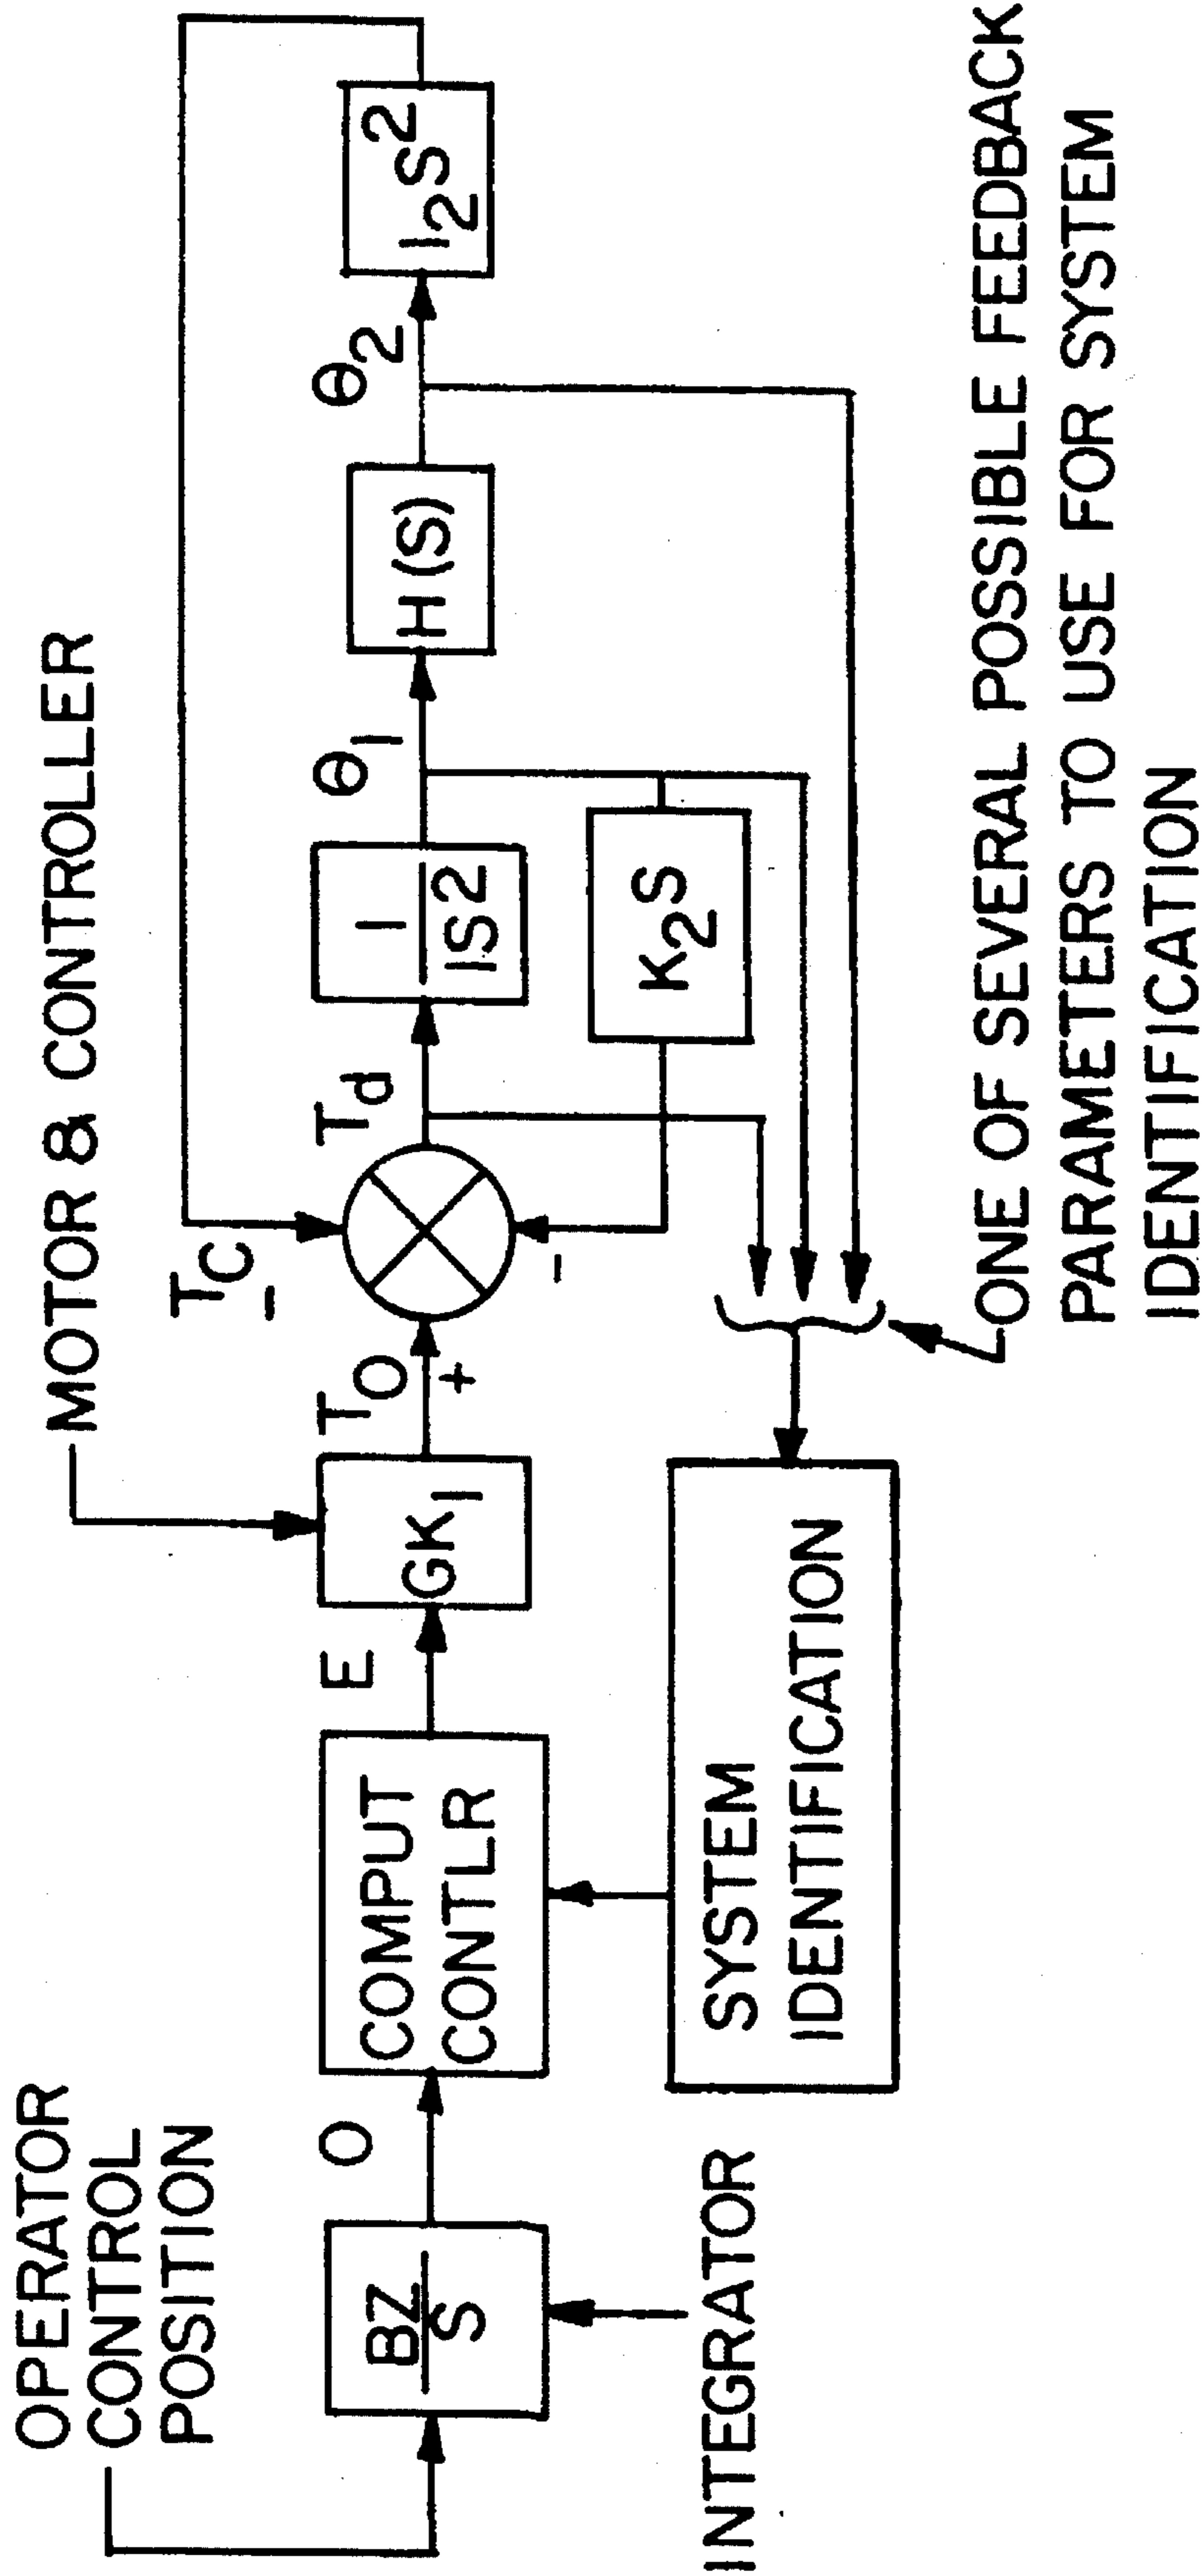 OPERATOR
CONTROL
POSITION
MOTOR & CONTROLLER
BZ
S
O
COMPUT
CONTLR
E
GK1
TO
+
TC
-
-
Td
1
IS2
θ1
H(S)
θ2
I2S2
K2S
INTEGRATOR
SYSTEM
IDENTIFICATION
ONE OF SEVERAL POSSIBLE FEEDBACK
PARAMETERS TO USE FOR SYSTEM
IDENTIFICATION